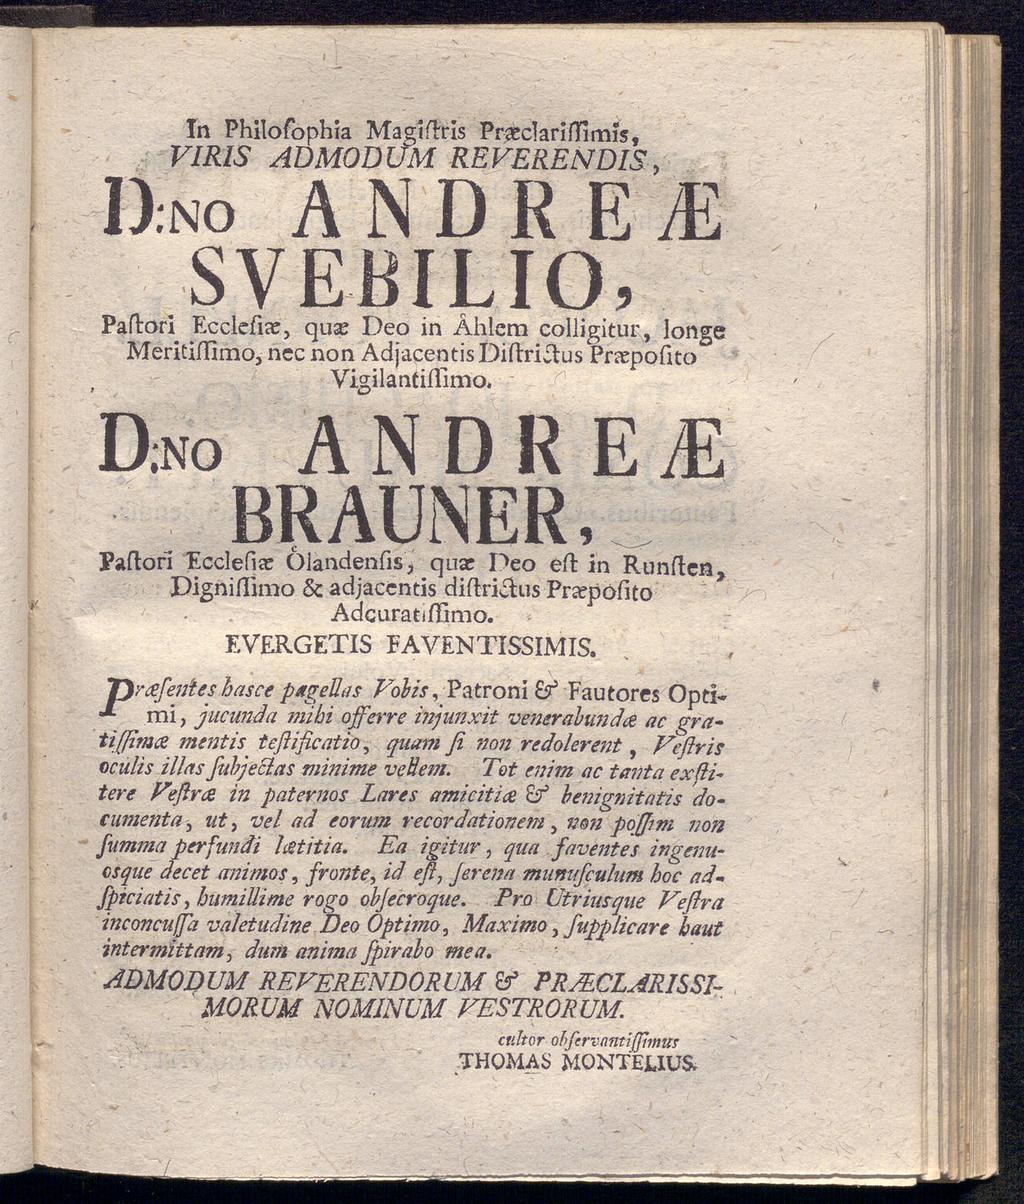 In Philoſophia Magiſtris Præclariſſimis,
VIRIS ADMODUM REVERENDIS,
D:NO ANDREÆ
SVEBILIO,
Paſtori Eccleſiæ, quæ Deo in Åhlem colligitur, longe
Meritiſſimo, nec non Adjacentis Diſtrictus Præpoſito
Vigilantiſſimo.
D:NO ANDREÆ
BRAUNER,
Paſtori Eccleſiæ Ölandenſis, quæ Deo eſt in Runſten,
Digniſſimo & adjacentis diſtrictus Præpoſito
Adcuratiſſimo.
EVERGETIS FAVENTISSIMIS.
Præſentes haſce pagellas Vobis, Patroni & Fautores Opti-
mi, jucunda mihi offerre injunxit venerabundæ ac gra-
tiſſimæ mentis teſtificatio, quam ſi non redolerent, Veſtris
oculis illas ſubjectas minime vellem. Tot enim ac tanta exſti-
tere Veſtræ in paternos Lares amicitiæ & benignitatis do-
cumenta, ut, vel ad eorum recordationem, non poſſim non
ſumma perfundi lætitia. Ea igitur, qua faventes ingenu-
osque decet animos, fronte, id eſt, ſerena munuſculum hoc ad-
ſpiciatis, humillime rogo obſecroque. Pro Utriusque Veſtra
inconcuſſa valetudine Deo Optimo, Maximo, ſupplicare haut
intermittam, dum anima ſpirabo mea.
ADMODUM REVERENDORUM & PRÆCLARISSI-
MORUM NOMINUM VESTRORUM.
cultor obſervantiſſimus
THOMAS MONTELIUS.